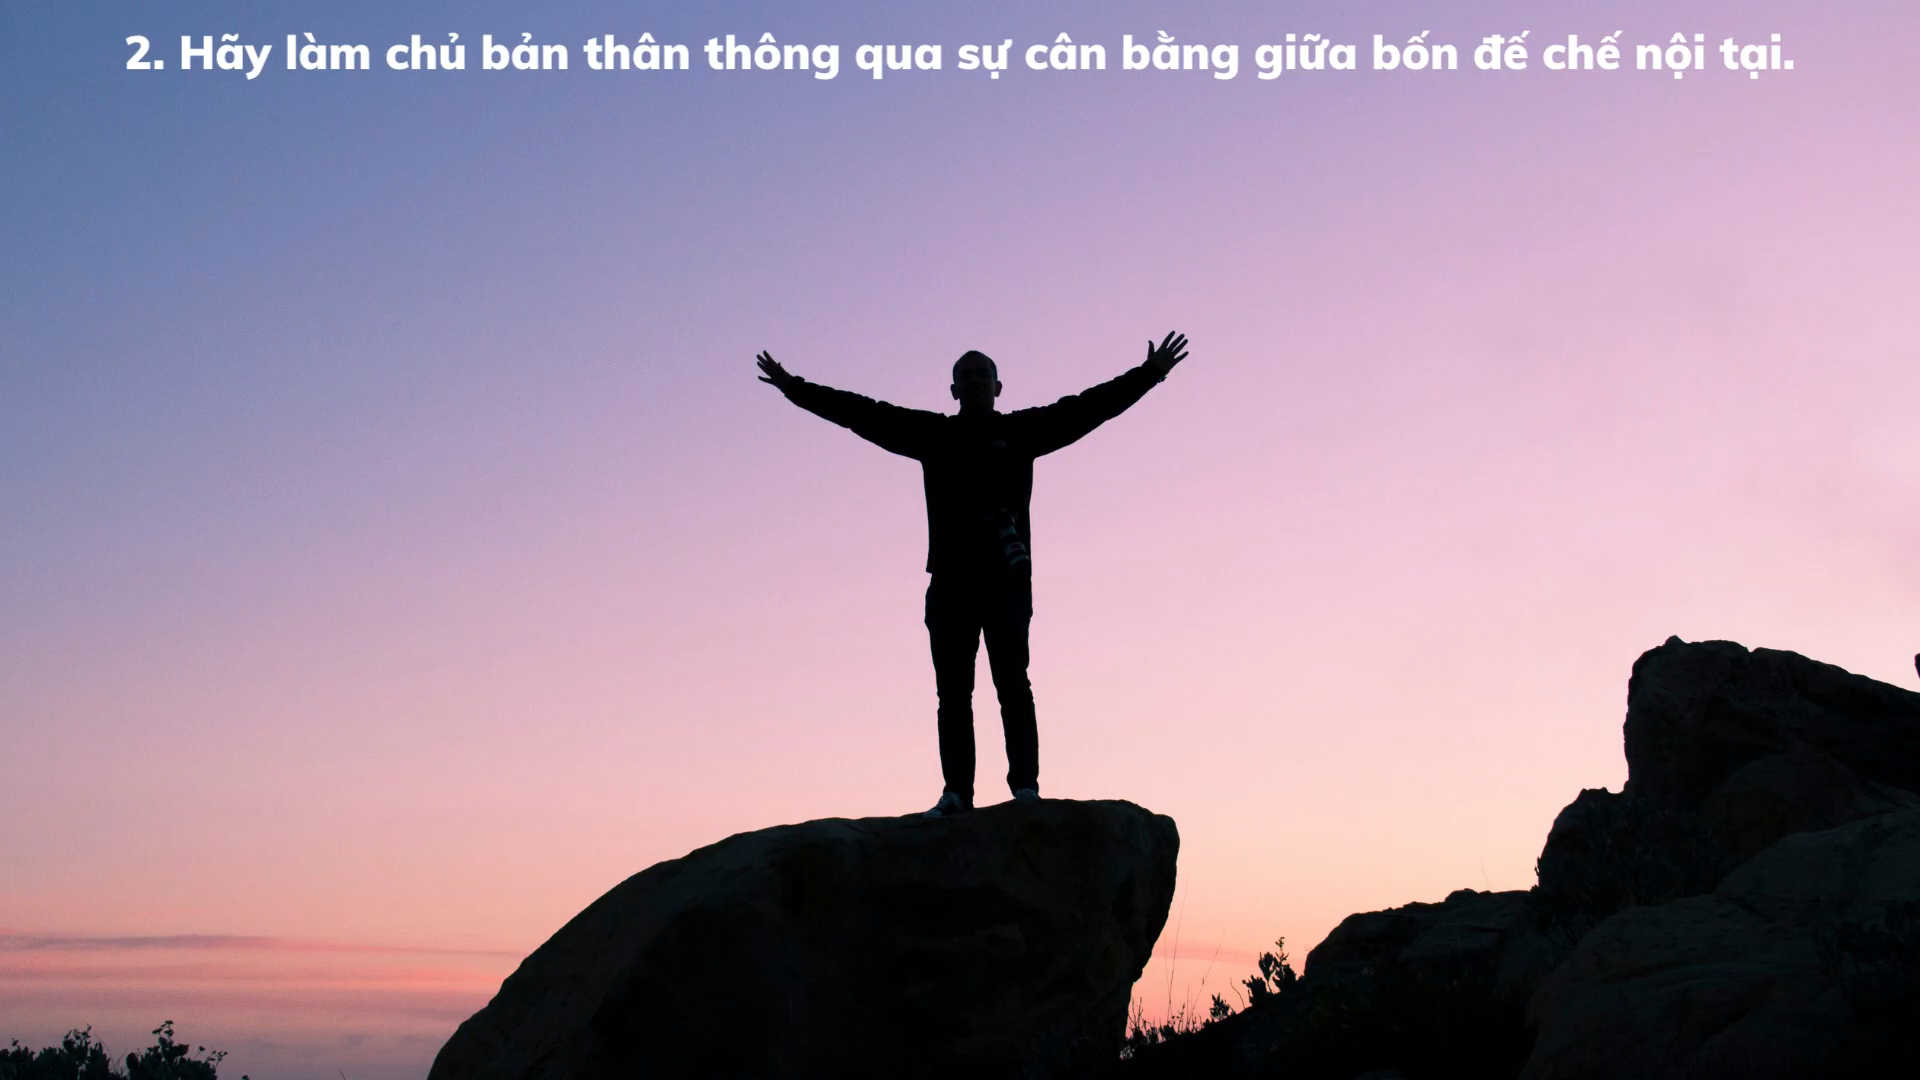 2. Hãy làm chủ bản thân thông qua sự cân bằng giữa bốn đế chế nội tại.